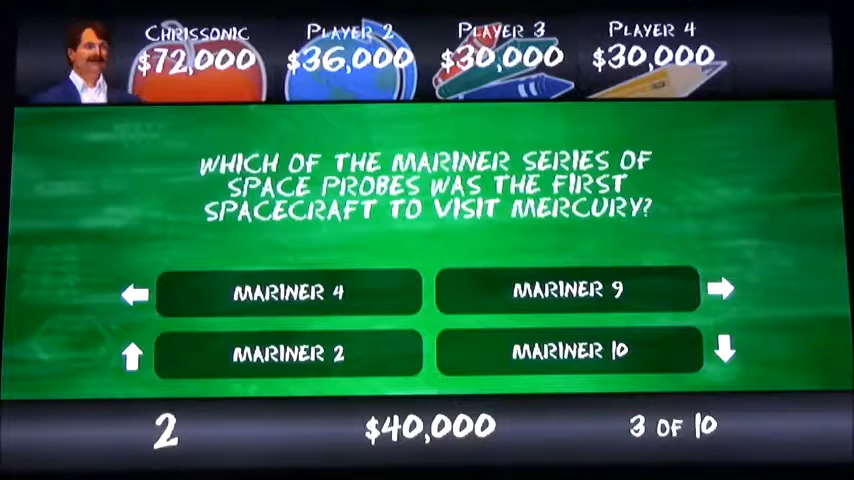 CHRISSONIC PLAYER 2 PLAYER 3 PLAYER 4
$72,000 $36,000 $30,000 $30,000
WHICH OF THE MARINER SERIES OF
SPACE PROBES WAS THE FIRST
SPACECRAFT TO VISIT MERCURY?
MARINER 4 MARINER 9
MARINER 2 MARINER 10
2 $40,000 3 OF 10